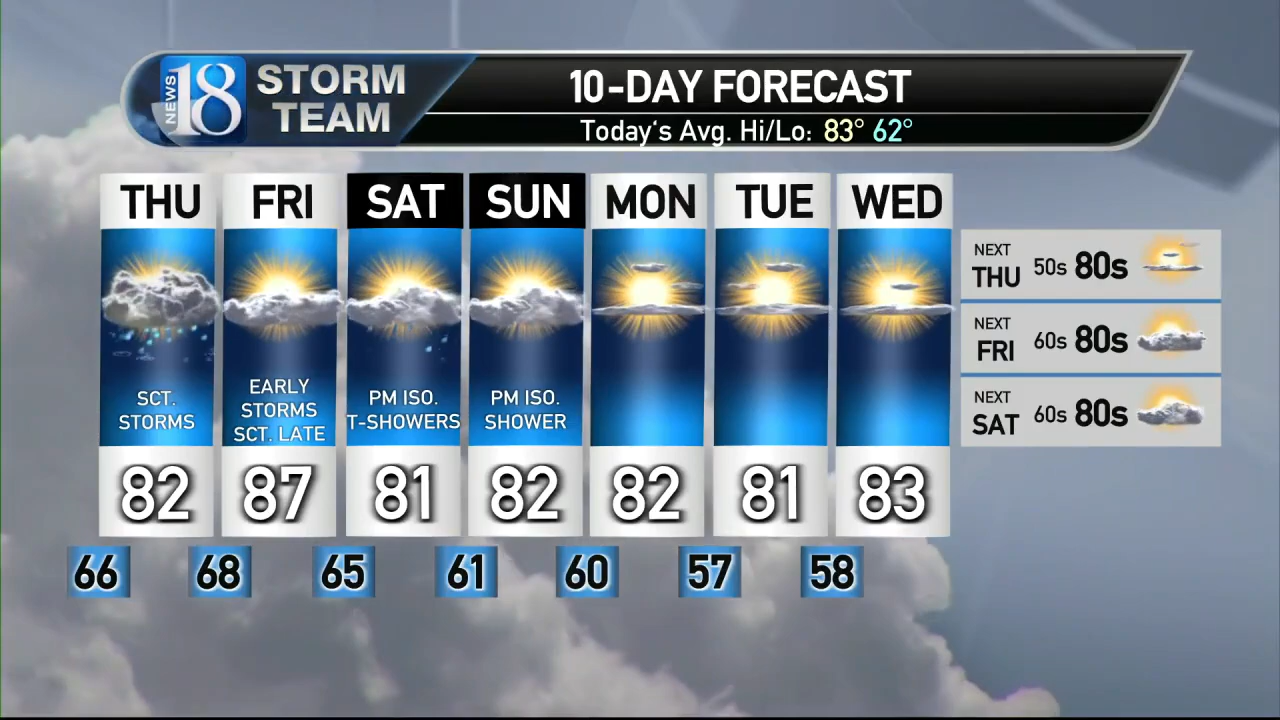 NEWS 18
STORM
TEAM
10-DAY FORECAST
Today's Avg. Hi/Lo: 83° 62°
THU FRI SAT SUN MON TUE WED
SCT.
STORMS
EARLY
STORMS
SCT. LATE
PM ISO.
T-SHOWERS
PM ISO.
SHOWER
82 87 81 82 82 81 83
66 68 65 61 60 57 58
NEXT
THU 50s 80s
NEXT
FRI 60s 80s
NEXT
SAT 60s 80s